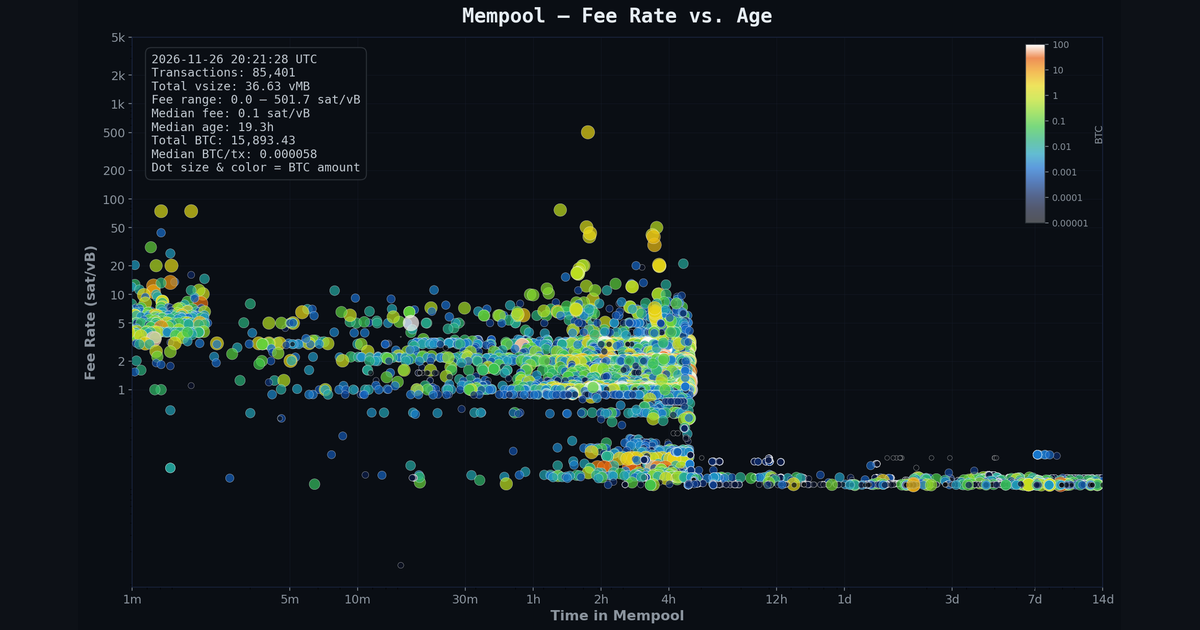 Mempool — Fee Rate vs. Age
2026-11-26 20:21:28 UTC
Transactions: 85,401
Total vsize: 36.63 vMB
Fee range: 0.0 — 501.7 sat/vB
Median fee: 0.1 sat/vB
Median age: 19.3h
Total BTC: 15,893.43
Median BTC/tx: 0.000058
Dot size & color = BTC amount
Fee Rate (sat/vB)
5k
2k
1k
500
200
100
50
20
10
5
2
1
100
10
1
0.1
0.01
0.001
0.0001
0.00001
BTC
1m 5m 10m 30m 1h 2h 4h 12h 1d 3d 7d 14d
Time in Mempool